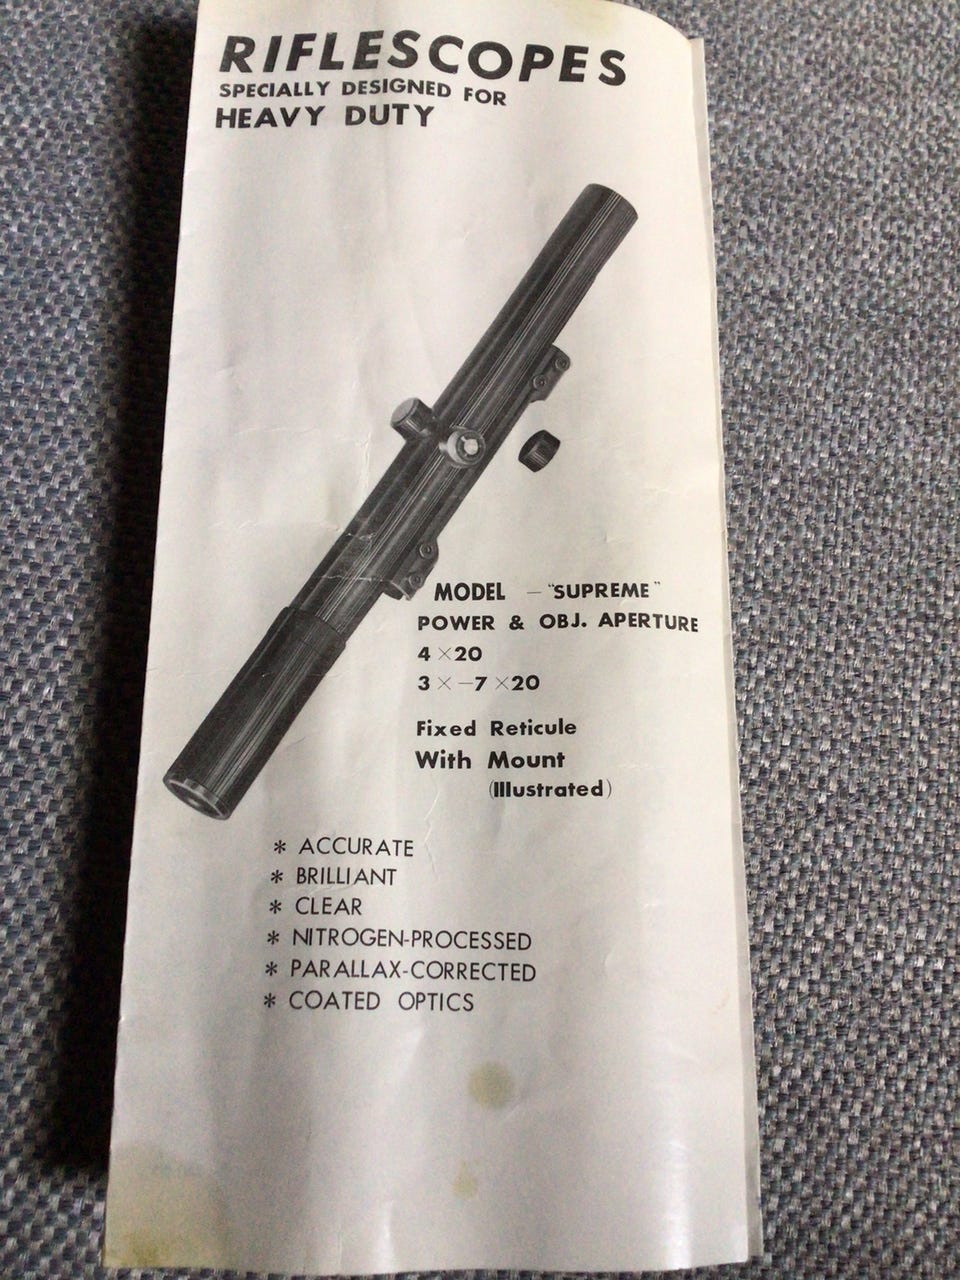 RIFLESCOPES
SPECIALLY DESIGNED FOR
HEAVY DUTY
MODEL — "SUPREME"
POWER & OBJ. APERTURE
4 ×20
3 × —7 ×20
Fixed Reticule
With Mount
(Illustrated)
* ACCURATE
* BRILLIANT
* CLEAR
* NITROGEN-PROCESSED
* PARALLAX-CORRECTED
* COATED OPTICS